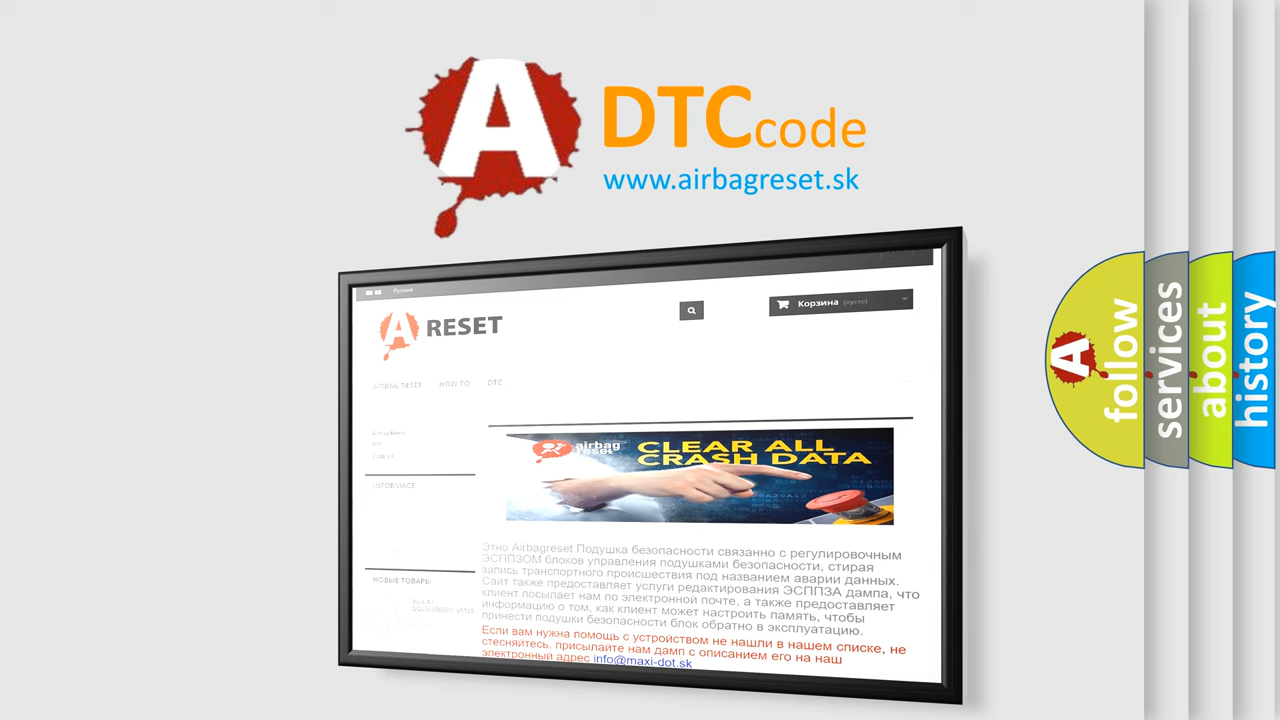 A
DTCcode
www.airbagreset.sk
Русский
A RESET
Корзина (пусто)
AIRBAG RESET HOW TO DTC
INFORMACE
airbag
reset
CLEAR ALL
CRASH DATA
Этно Airbagreset Подушка безопасности связанно с регулировочным
ЭСППЗОМ блоков управления подушками безопасности, стирая
запись транспортного происшествия под названием аварии данных.
Сайт также предоставляет услуги редактирования ЭСППЗА дампа, что
клиент посылает нам по электронной почте, а также предоставляет
информацию о том, как клиент может настроить память, чтобы
принести подушки безопасности блок обратно в эксплуатацию.
Если вам нужна помощь с устройством не нашли в нашем списке, не
стесняйтесь, присылайте нам дамп с описанием его на наш
электронный адрес info@maxi-dot.sk
НОВЫЕ ТОВАРЫ
A
follow
services
about
history